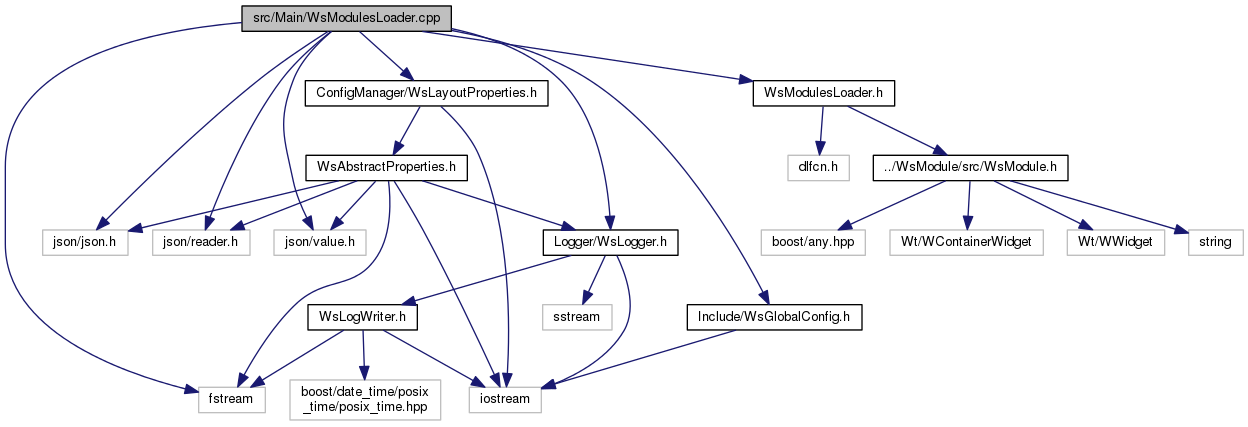 src/Main/WsModulesLoader.cpp
ConfigManager/WsLayoutProperties.h
WsModulesLoader.h
WsAbstractProperties.h
dlfcn.h
../WsModule/src/WsModule.h
json/json.h
json/reader.h
json/value.h
Logger/WsLogger.h
boost/any.hpp
Wt/WContainerWidget
Wt/WWidget
string
WsLogWriter.h
sstream
Include/WsGlobalConfig.h
fstream
boost/date_time/posix
_time/posix_time.hpp
iostream